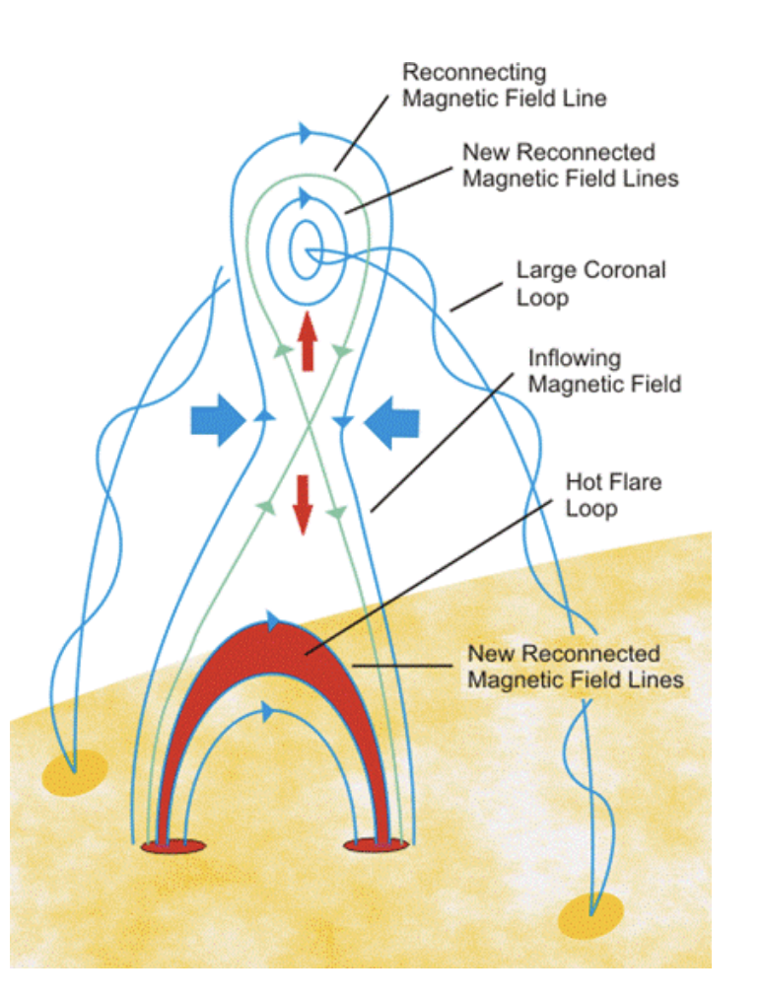 Reconnecting
Magnetic Field Line
New Reconnected
Magnetic Field Lines
Large Coronal
Loop
Inflowing
Magnetic Field
Hot Flare
Loop
New Reconnected
Magnetic Field Lines